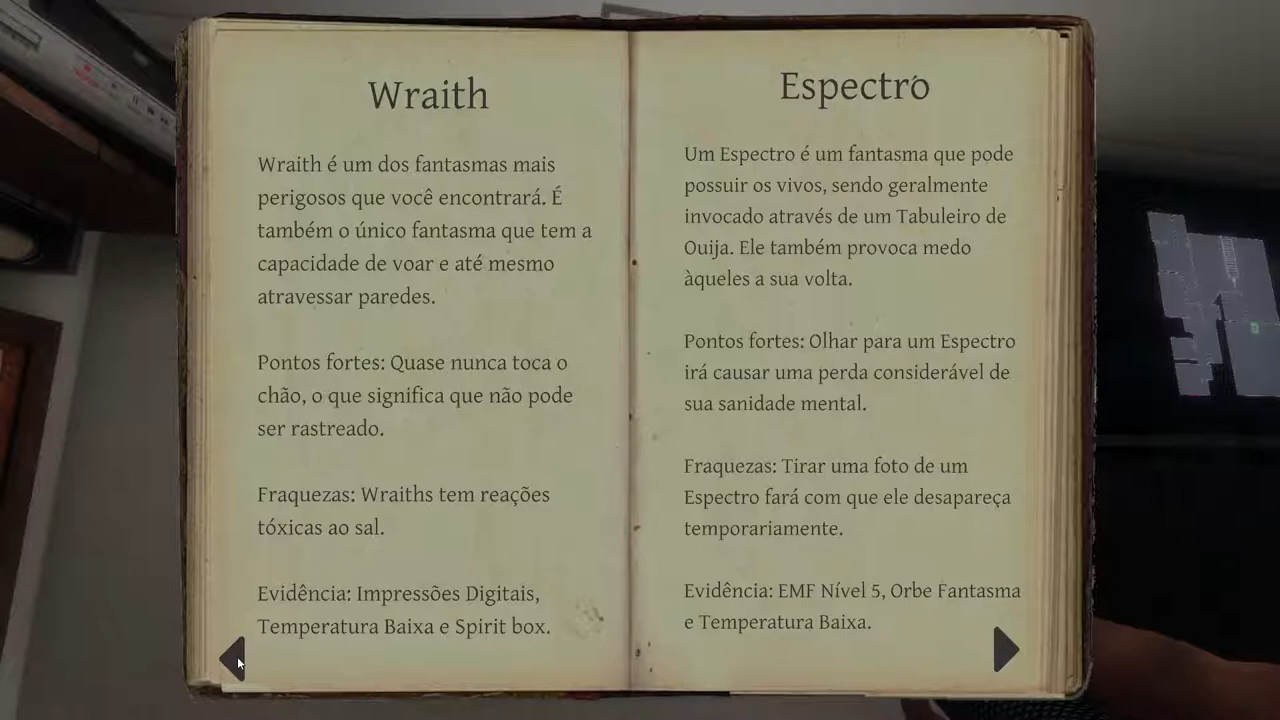 Wraith
Wraith é um dos fantasmas mais
perigosos que você encontrará. É
também o único fantasma que tem a
capacidade de voar e até mesmo
atravessar paredes.
Pontos fortes: Quase nunca toca o
chão, o que significa que não pode
ser rastreado.
Fraquezas: Wraiths tem reações
tóxicas ao sal.
Evidência: Impressões Digitais,
Temperatura Baixa e Spirit box.
Espectro
Um Espectro é um fantasma que pode
possuir os vivos, sendo geralmente
invocado através de um Tabuleiro de
Ouija. Ele também provoca medo
àqueles a sua volta.
Pontos fortes: Olhar para um Espectro
irá causar uma perda considerável de
sua sanidade mental.
Fraquezas: Tirar uma foto de um
Espectro fará com que ele desapareça
temporariamente.
Evidência: EMF Nível 5, Orbe Fantasma
e Temperatura Baixa.